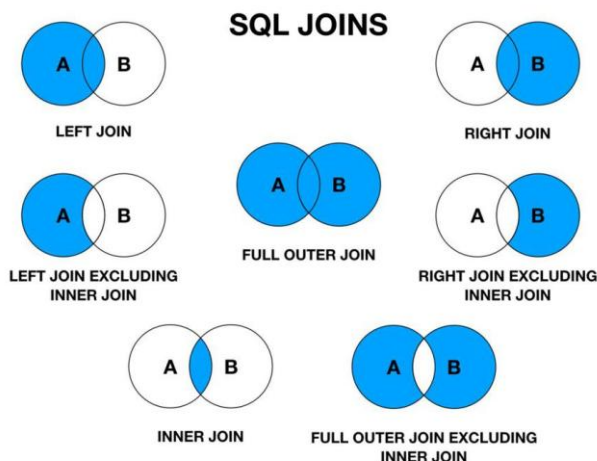 SQL JOINS
A B
LEFT JOIN
A B
RIGHT JOIN
A B
FULL OUTER JOIN
A B
LEFT JOIN EXCLUDING
INNER JOIN
A B
RIGHT JOIN EXCLUDING
INNER JOIN
A B
INNER JOIN
A B
FULL OUTER JOIN EXCLUDING
INNER JOIN